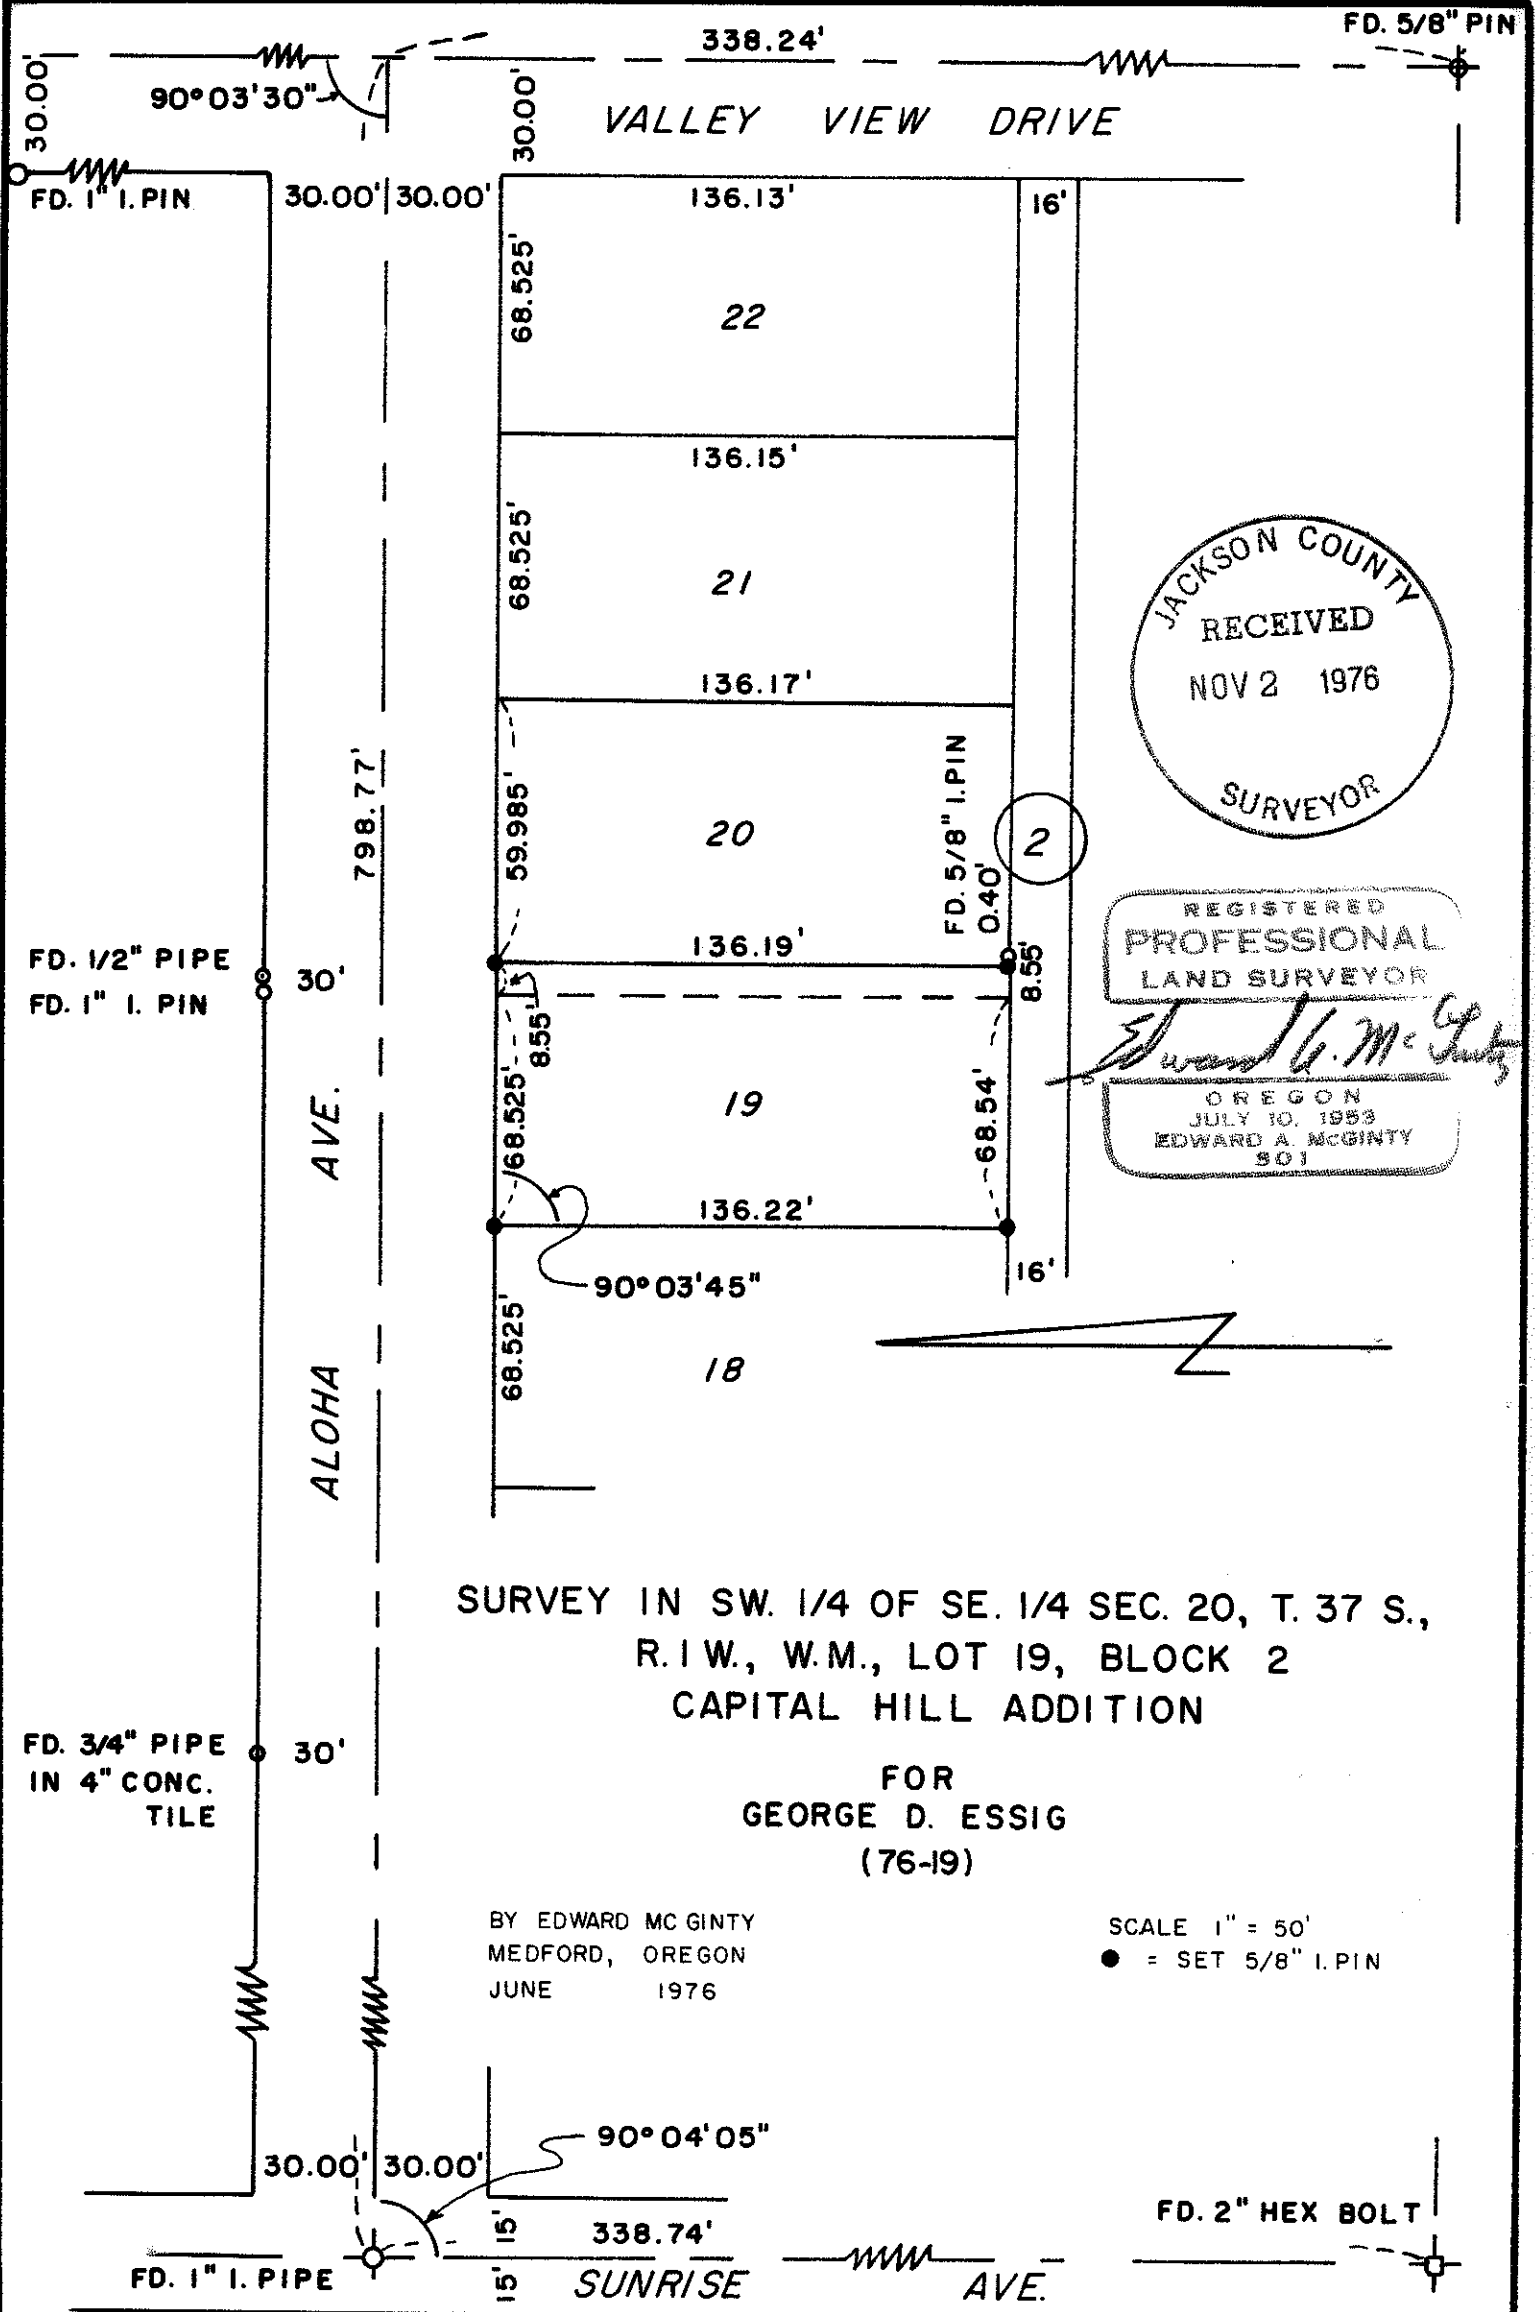 FD. 5/8" PIN
338.24'
30.00'
90°03'30"
30.00'
VALLEY VIEW DRIVE
FD. 1" I. PIN
30.00' 30.00'
136.13'
16'
68.525'
22
136.15'
68.525'
21
136.17'
JACKSON COUNTY
RECEIVED
NOV 2 1976
SURVEYOR
798.77'
59.985'
20
FD. 5/8" I. PIN
0.40'
2
REGISTERED
PROFESSIONAL
LAND SURVEYOR
Edward A. McGinty
OREGON
JULY 10, 1953
EDWARD A. McGINTY
501
136.19'
8.55'
FD. 1/2" PIPE
FD. 1" I. PIN
30'
8.55'
68.525'
19
68.54'
136.22'
90°03'45"
16'
68.525'
18
ALOHA AVE.
SURVEY IN SW. 1/4 OF SE. 1/4 SEC. 20, T. 37 S.,
R. 1 W., W.M., LOT 19, BLOCK 2
CAPITAL HILL ADDITION
FOR
GEORGE D. ESSIG
(76-19)
FD. 3/4" PIPE
IN 4" CONC.
TILE
30'
BY EDWARD MC GINTY
MEDFORD, OREGON
JUNE 1976
SCALE 1" = 50'
● = SET 5/8" I. PIN
90°04'05"
30.00' 30.00'
15'
338.74'
FD. 2" HEX BOLT
FD. 1" I. PIPE
15'
SUNRISE AVE.